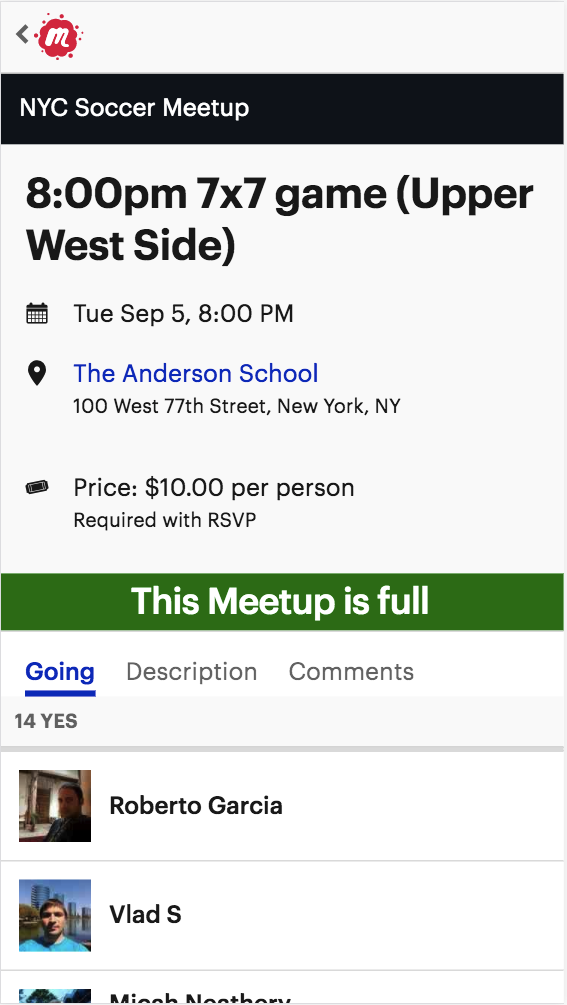 m
NYC Soccer Meetup
8:00pm 7x7 game (Upper
West Side)
Tue Sep 5, 8:00 PM
The Anderson School
100 West 77th Street, New York, NY
Price: $10.00 per person
Required with RSVP
This Meetup is full
Going Description Comments
14 YES
Roberto Garcia
Vlad S
Micah